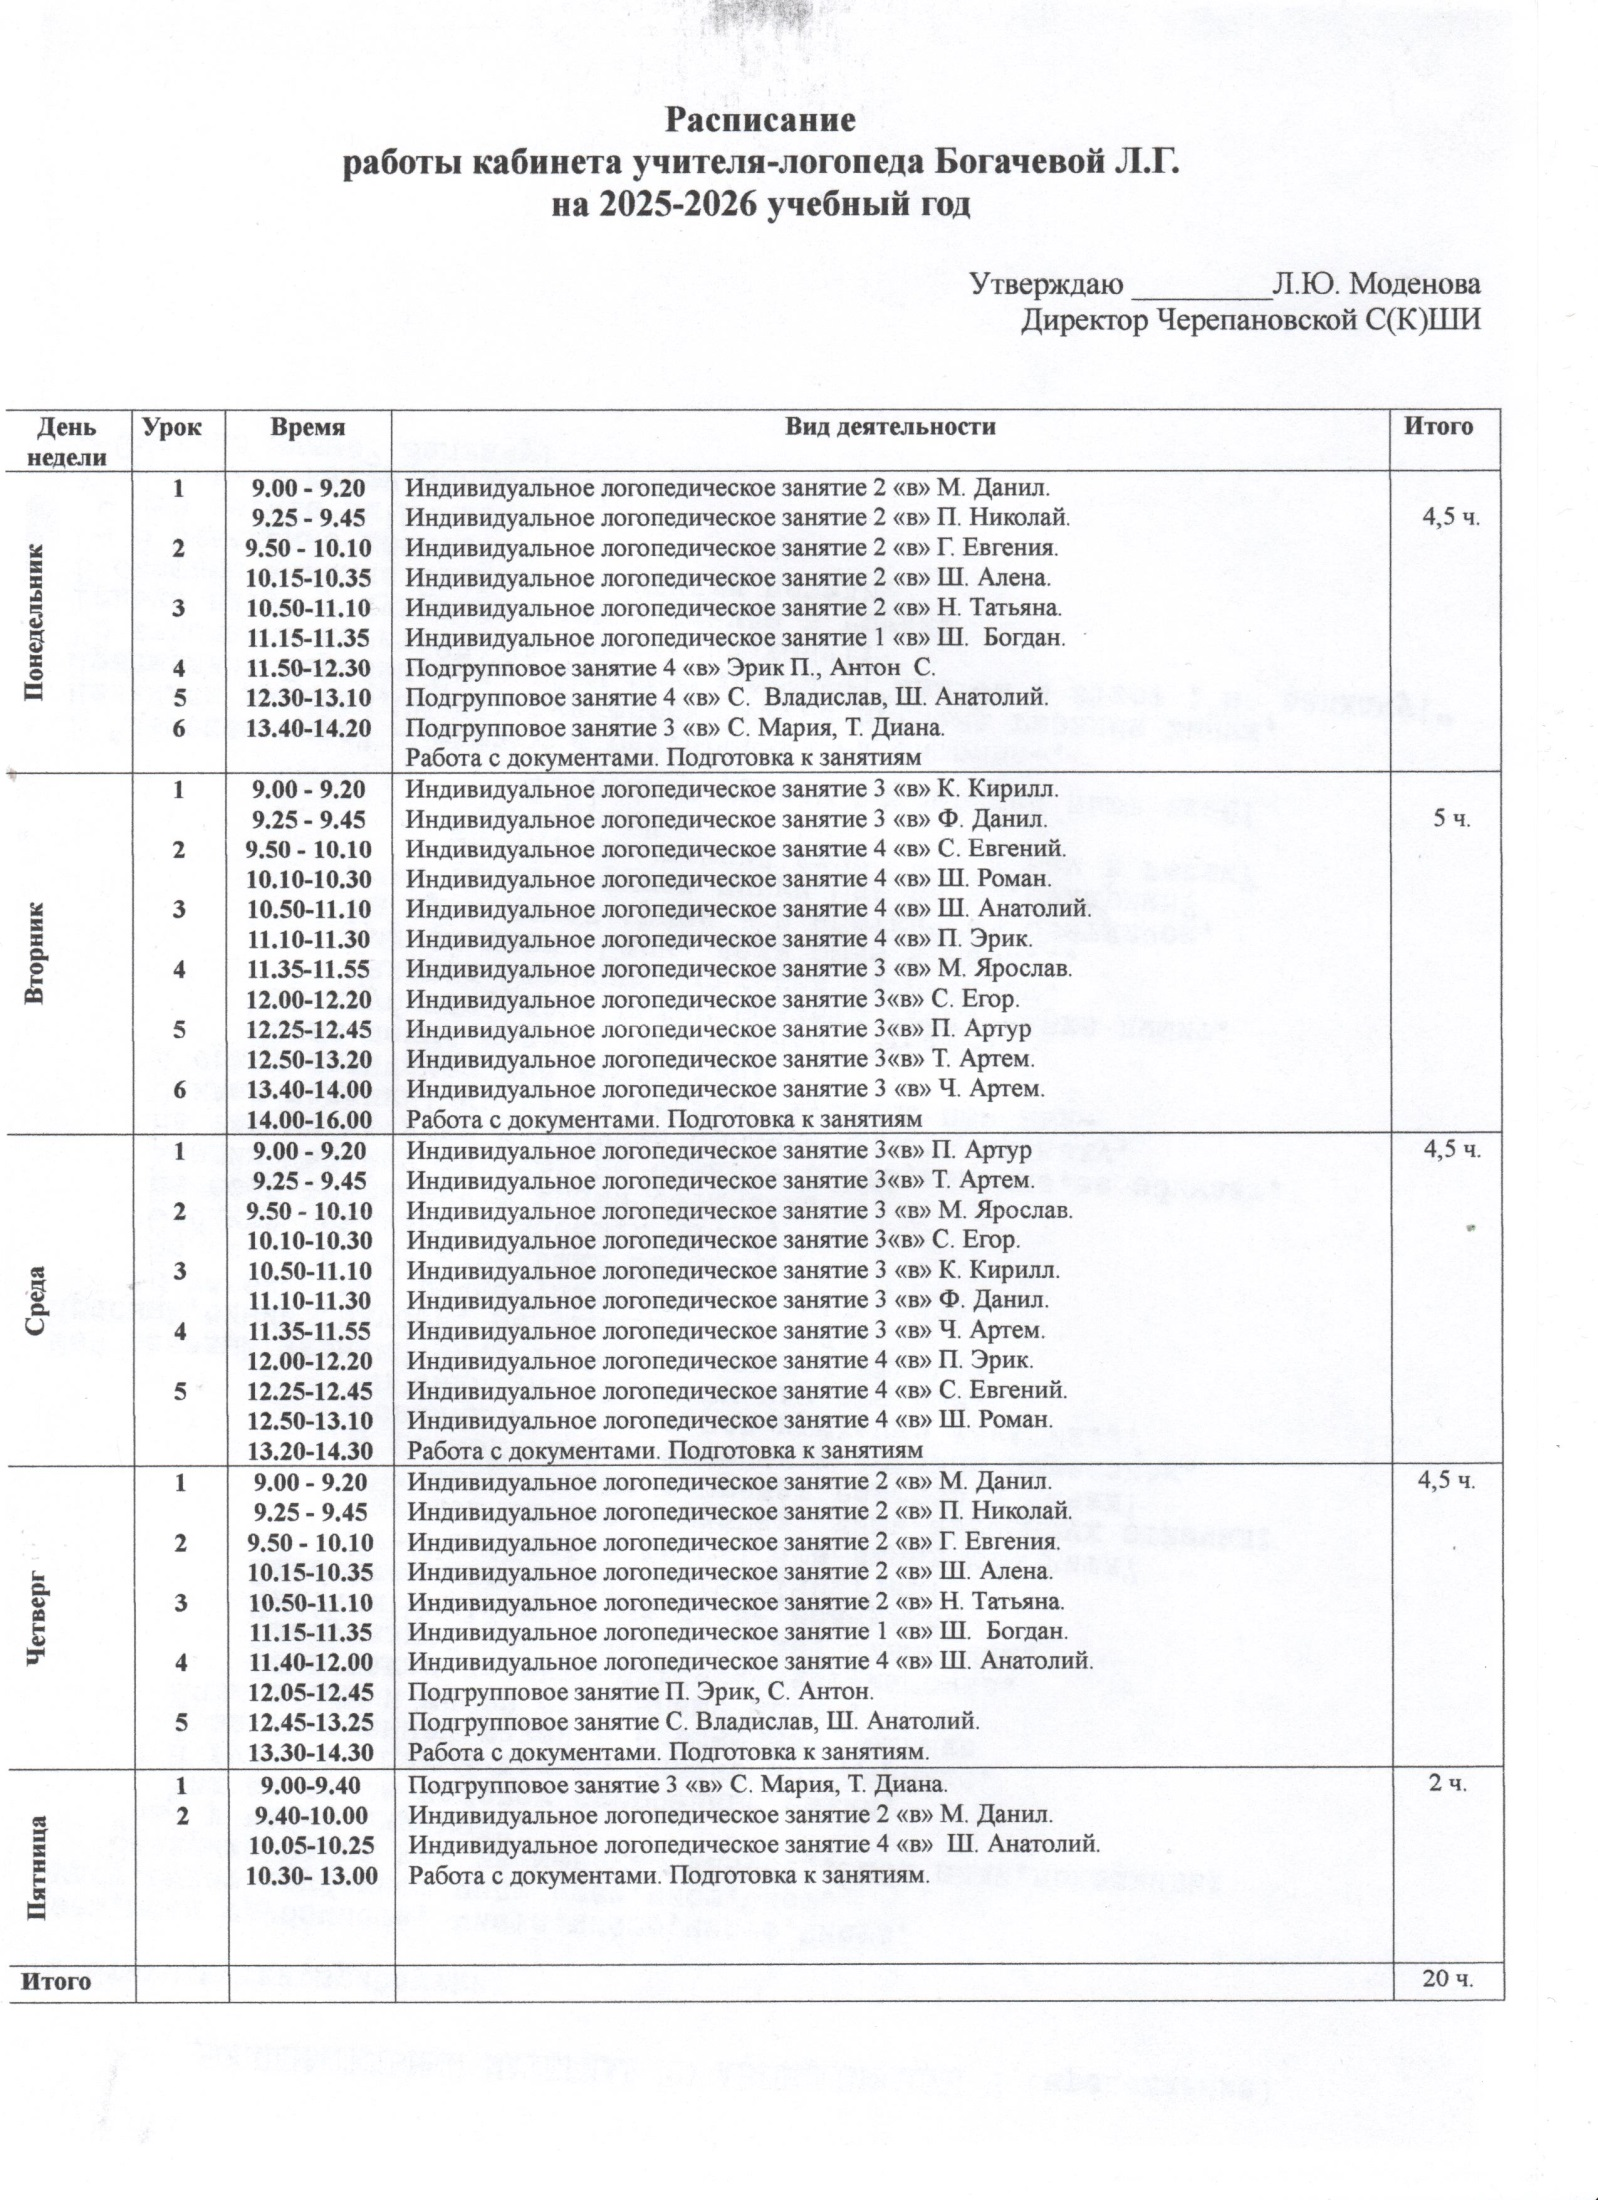 Расписание
работы кабинета учителя-логопеда Богачевой Л.Г.
на 2025-2026 учебный год
Утверждаю _________Л.Ю. Моденова
Директор Черепановской С(К)ШИ
День недели Урок Время Вид деятельности Итого
Понедельник
1 9.00 - 9.20 Индивидуальное логопедическое занятие 2 «в» М. Данил.
9.25 - 9.45 Индивидуальное логопедическое занятие 2 «в» П. Николай. 4,5 ч.
2 9.50 - 10.10 Индивидуальное логопедическое занятие 2 «в» Г. Евгения.
10.15-10.35 Индивидуальное логопедическое занятие 2 «в» Ш. Алена.
3 10.50-11.10 Индивидуальное логопедическое занятие 2 «в» Н. Татьяна.
11.15-11.35 Индивидуальное логопедическое занятие 1 «в» Ш. Богдан.
4 11.50-12.30 Подгрупповое занятие 4 «в» Эрик П., Антон С.
5 12.30-13.10 Подгрупповое занятие 4 «в» С. Владислав, Ш. Анатолий.
6 13.40-14.20 Подгрупповое занятие 3 «в» С. Мария, Т. Диана.
Работа с документами. Подготовка к занятиям
Вторник
1 9.00 - 9.20 Индивидуальное логопедическое занятие 3 «в» К. Кирилл.
9.25 - 9.45 Индивидуальное логопедическое занятие 3 «в» Ф. Данил. 5 ч.
2 9.50 - 10.10 Индивидуальное логопедическое занятие 4 «в» С. Евгений.
10.10-10.30 Индивидуальное логопедическое занятие 4 «в» Ш. Роман.
3 10.50-11.10 Индивидуальное логопедическое занятие 4 «в» Ш. Анатолий.
11.10-11.30 Индивидуальное логопедическое занятие 4 «в» П. Эрик.
4 11.35-11.55 Индивидуальное логопедическое занятие 3 «в» М. Ярослав.
12.00-12.20 Индивидуальное логопедическое занятие 3«в» С. Егор.
5 12.25-12.45 Индивидуальное логопедическое занятие 3«в» П. Артур
12.50-13.20 Индивидуальное логопедическое занятие 3«в» Т. Артем.
6 13.40-14.00 Индивидуальное логопедическое занятие 3 «в» Ч. Артем.
14.00-16.00 Работа с документами. Подготовка к занятиям
Среда
1 9.00 - 9.20 Индивидуальное логопедическое занятие 3«в» П. Артур 4,5 ч.
9.25 - 9.45 Индивидуальное логопедическое занятие 3«в» Т. Артем.
2 9.50 - 10.10 Индивидуальное логопедическое занятие 3 «в» М. Ярослав.
10.10-10.30 Индивидуальное логопедическое занятие 3«в» С. Егор.
3 10.50-11.10 Индивидуальное логопедическое занятие 3 «в» К. Кирилл.
11.10-11.30 Индивидуальное логопедическое занятие 3 «в» Ф. Данил.
4 11.35-11.55 Индивидуальное логопедическое занятие 3 «в» Ч. Артем.
12.00-12.20 Индивидуальное логопедическое занятие 4 «в» П. Эрик.
5 12.25-12.45 Индивидуальное логопедическое занятие 4 «в» С. Евгений.
12.50-13.10 Индивидуальное логопедическое занятие 4 «в» Ш. Роман.
13.20-14.30 Работа с документами. Подготовка к занятиям
Четверг
1 9.00 - 9.20 Индивидуальное логопедическое занятие 2 «в» М. Данил. 4,5 ч.
9.25 - 9.45 Индивидуальное логопедическое занятие 2 «в» П. Николай.
2 9.50 - 10.10 Индивидуальное логопедическое занятие 2 «в» Г. Евгения.
10.15-10.35 Индивидуальное логопедическое занятие 2 «в» Ш. Алена.
3 10.50-11.10 Индивидуальное логопедическое занятие 2 «в» Н. Татьяна.
11.15-11.35 Индивидуальное логопедическое занятие 1 «в» Ш. Богдан.
4 11.40-12.00 Индивидуальное логопедическое занятие 4 «в» Ш. Анатолий.
12.05-12.45 Подгрупповое занятие П. Эрик, С. Антон.
5 12.45-13.25 Подгрупповое занятие С. Владислав, Ш. Анатолий.
13.30-14.30 Работа с документами. Подготовка к занятиям.
Пятница
1 9.00-9.40 Подгрупповое занятие 3 «в» С. Мария, Т. Диана. 2 ч.
2 9.40-10.00 Индивидуальное логопедическое занятие 2 «в» М. Данил.
10.05-10.25 Индивидуальное логопедическое занятие 4 «в» Ш. Анатолий.
10.30- 13.00 Работа с документами. Подготовка к занятиям.
Итого 20 ч.